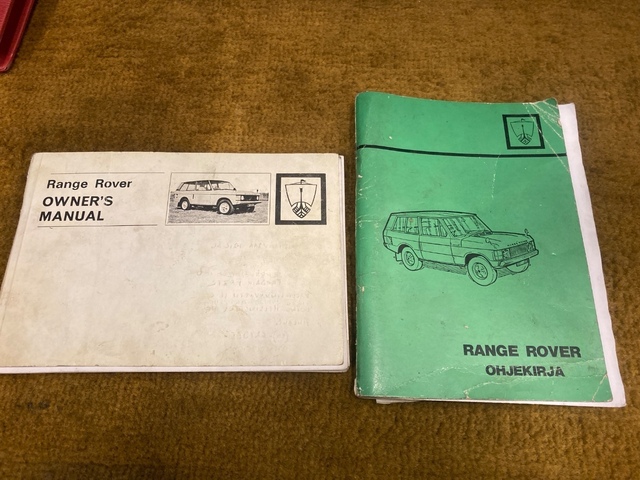 Range Rover
OWNER'S
MANUAL
RANGE ROVER
OHJEKIRJA